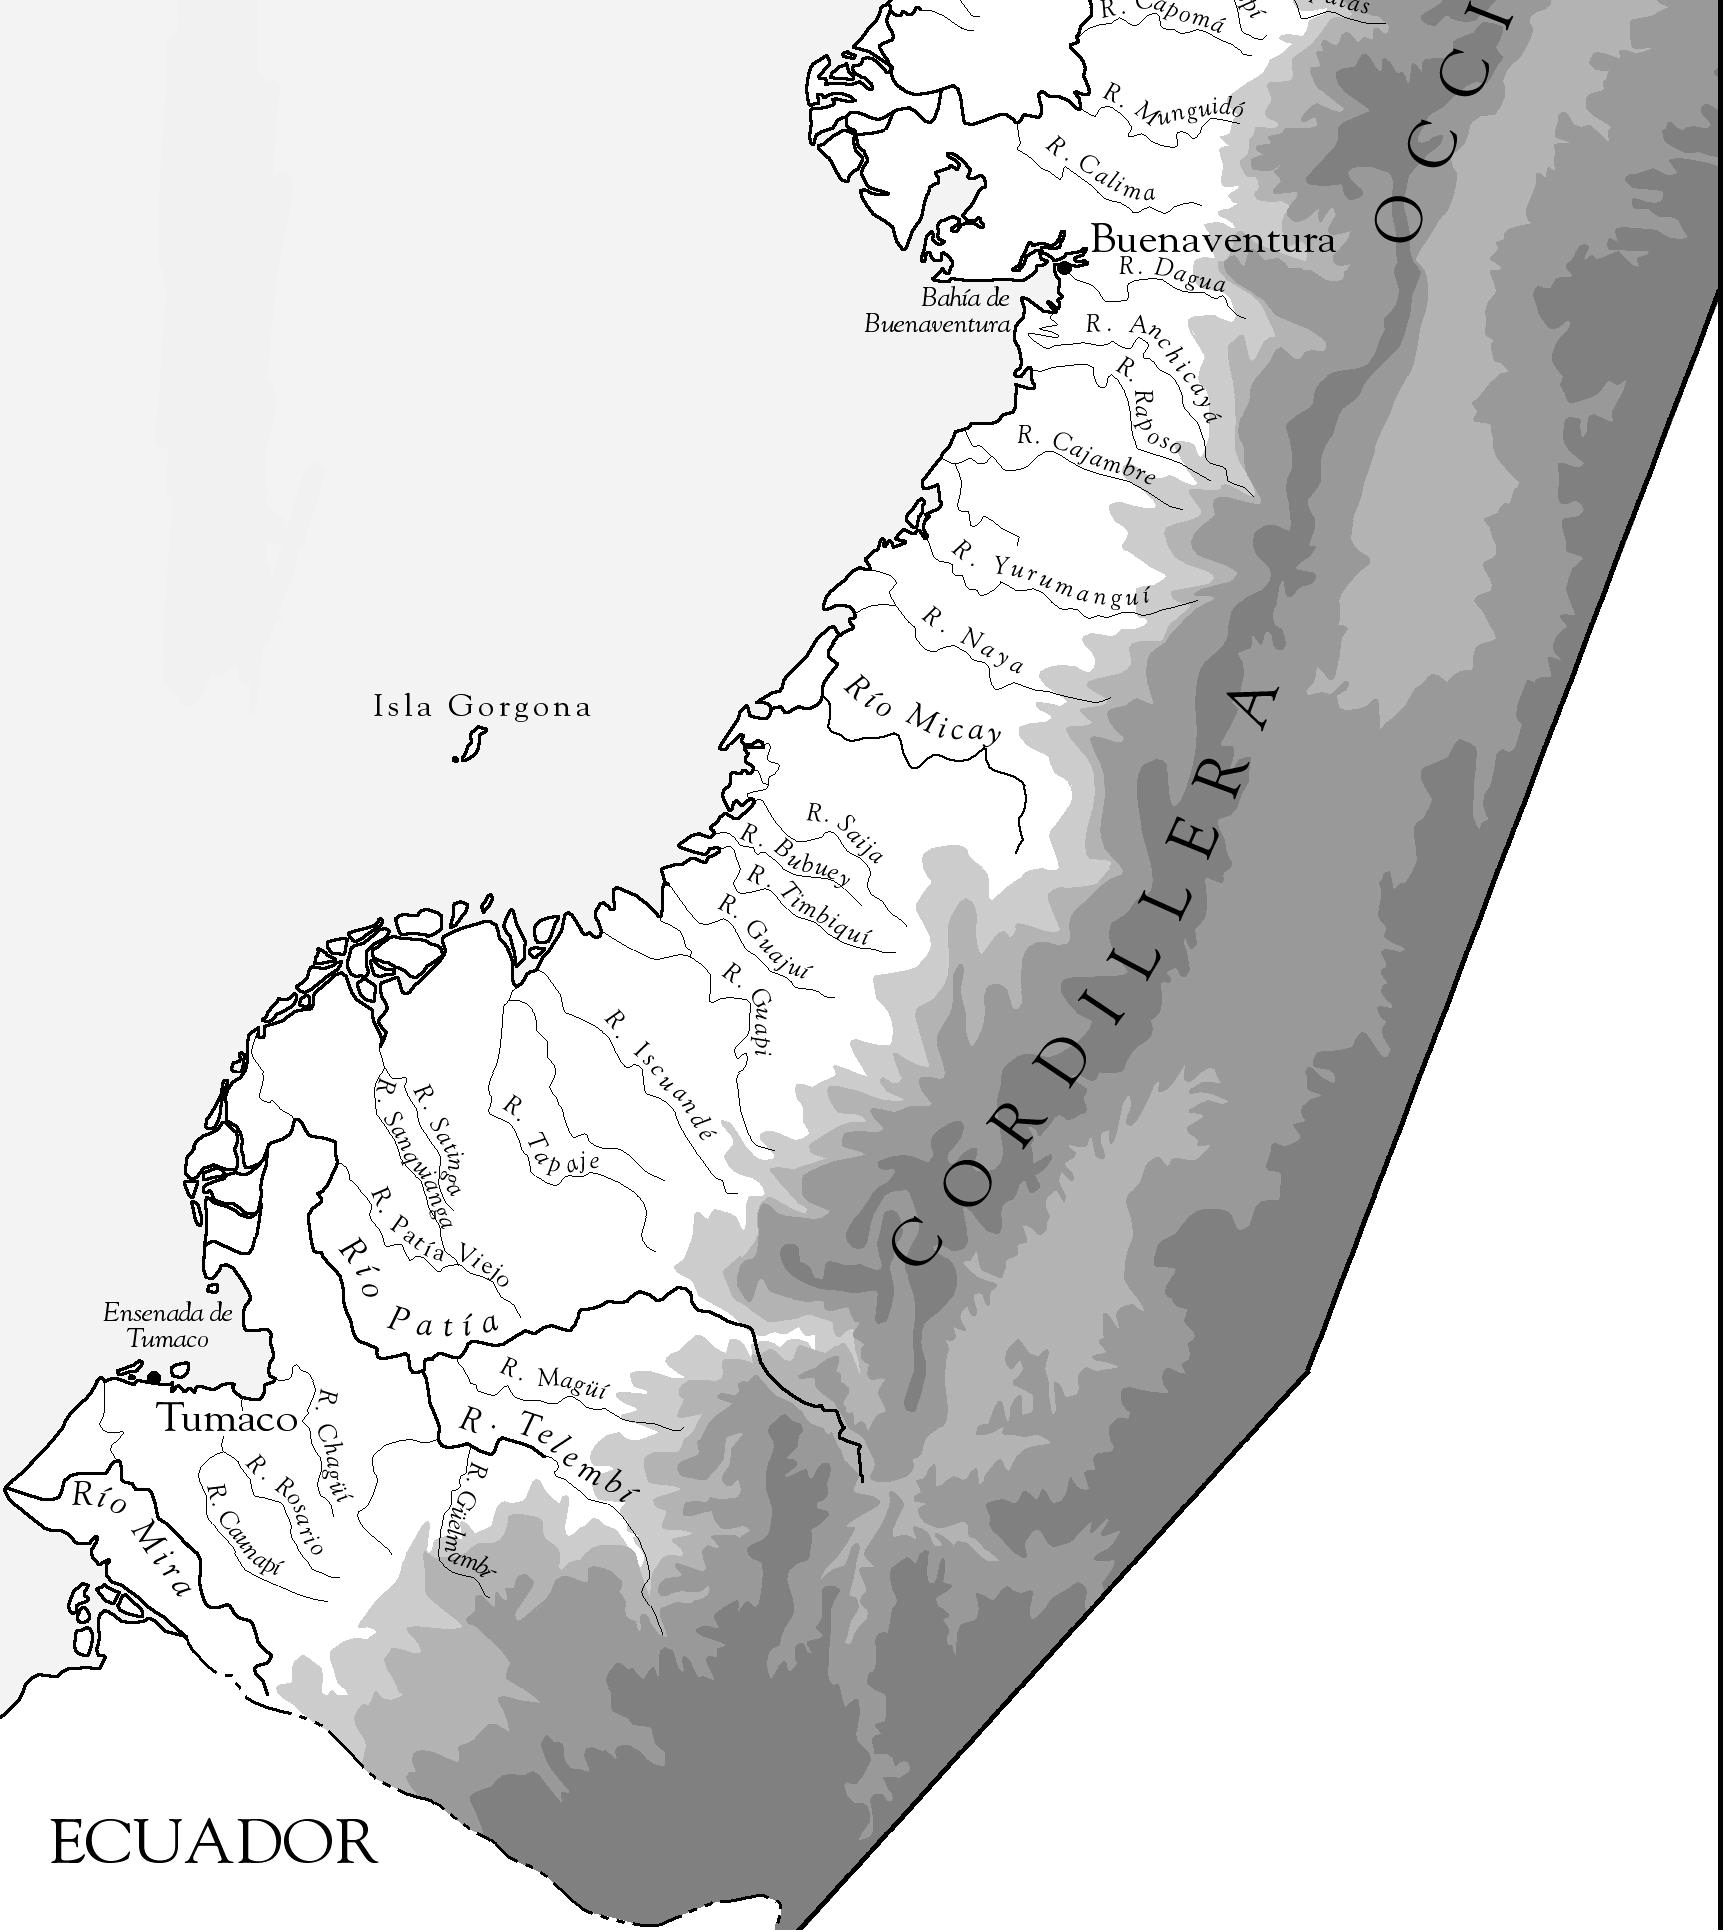 R. Capomá
R. Munguidó
R. Calima
OCCI
Buenaventura
R. Dagua
Bahía de
Buenaventura
R. Anchicayá
R. Raposo
R. Cajambre
R. Yurumanguí
R. Naya
Río Micay
Isla Gorgona
CORDILLERA
R. Saija
R. Bubuey
R. Timbiquí
R. Guajuí
R. Guapi
R. Iscuandé
R. Tapaje
R. Satinga
R. Sanquianga
R. Patía Viejo
Río Patía
Ensenada de
Tumaco
Tumaco
R. Magüí
R. Telembí
R. Chagüí
R. Rosario
R. Caunapí
R. Güelmambí
Río Mira
ECUADOR